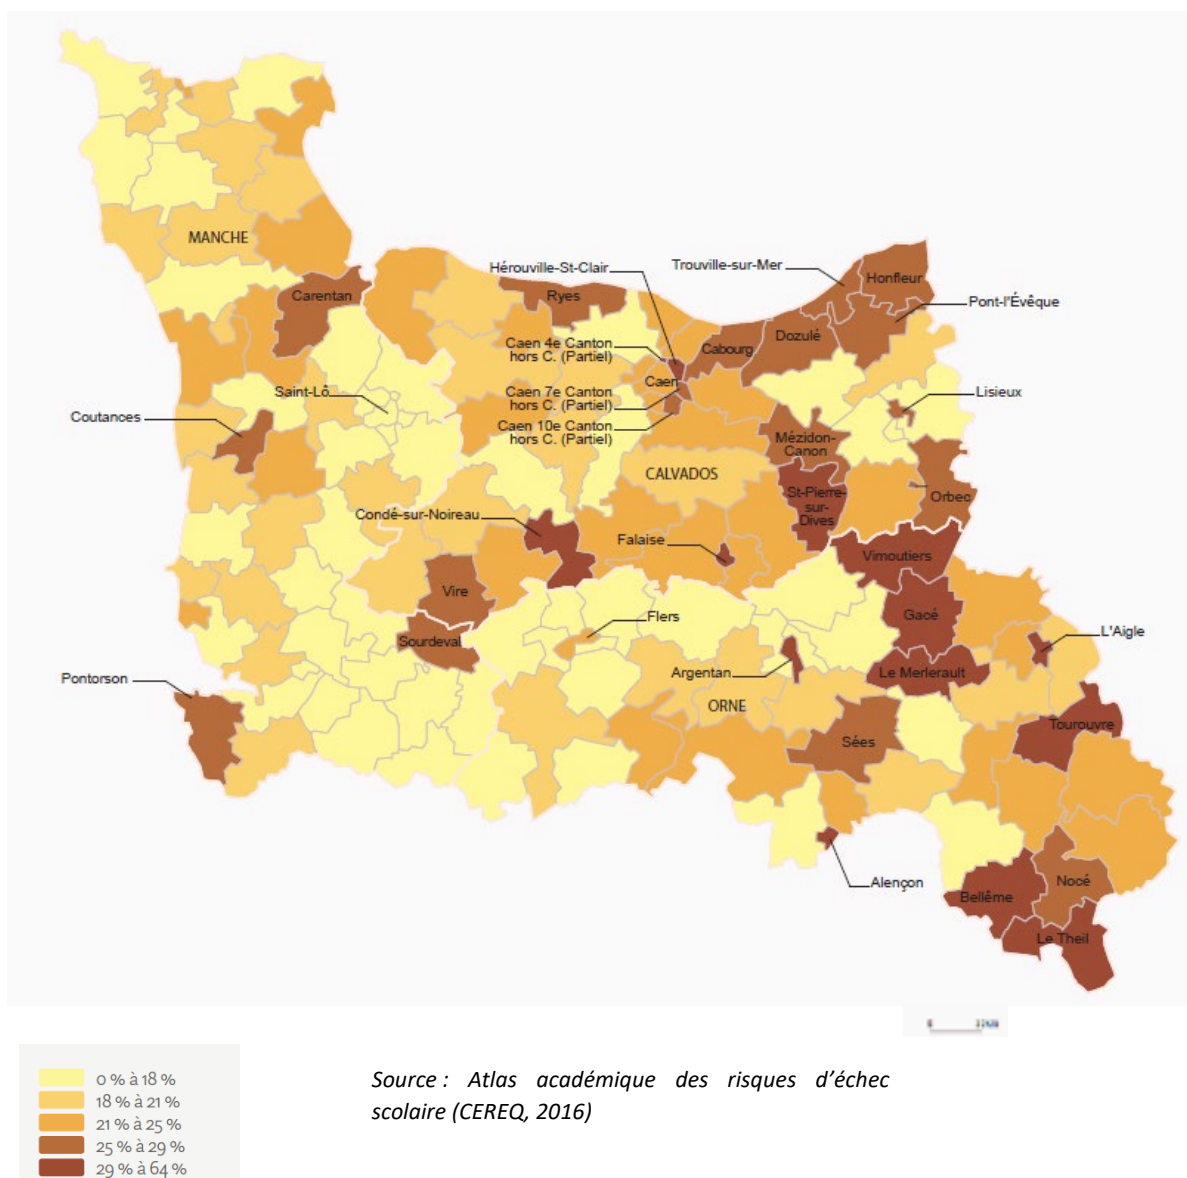 MANCHE
Hérouville-St-Clair
Trouville-sur-Mer
Honfleur
Carentan
Ryes
Pont-l'Évêque
Dozulé
Caen 4e Canton
hors C. (Partiel)
Cabourg
Caen
Saint-Lô
Caen 7e Canton
hors C. (Partiel)
Lisieux
Coutances
Caen 10e Canton
hors C. (Partiel)
Mézidon-
Canon
CALVADOS
St-Pierre-
sur-
Dives
Orbec
Condé-sur-Noireau
Falaise
Vimoutiers
Vire
Flers
Gacé
Sourdeval
L'Aigle
Pontorson
Argentan
Le Merlerault
ORNE
Tourouvre
Sées
Alençon
Nocé
Bellême
Le Theil
0 % à 18 %
18 % à 21 %
21 % à 25 %
25 % à 29 %
29 % à 64 %
Source : Atlas académique des risques d'échec
scolaire (CEREQ, 2016)